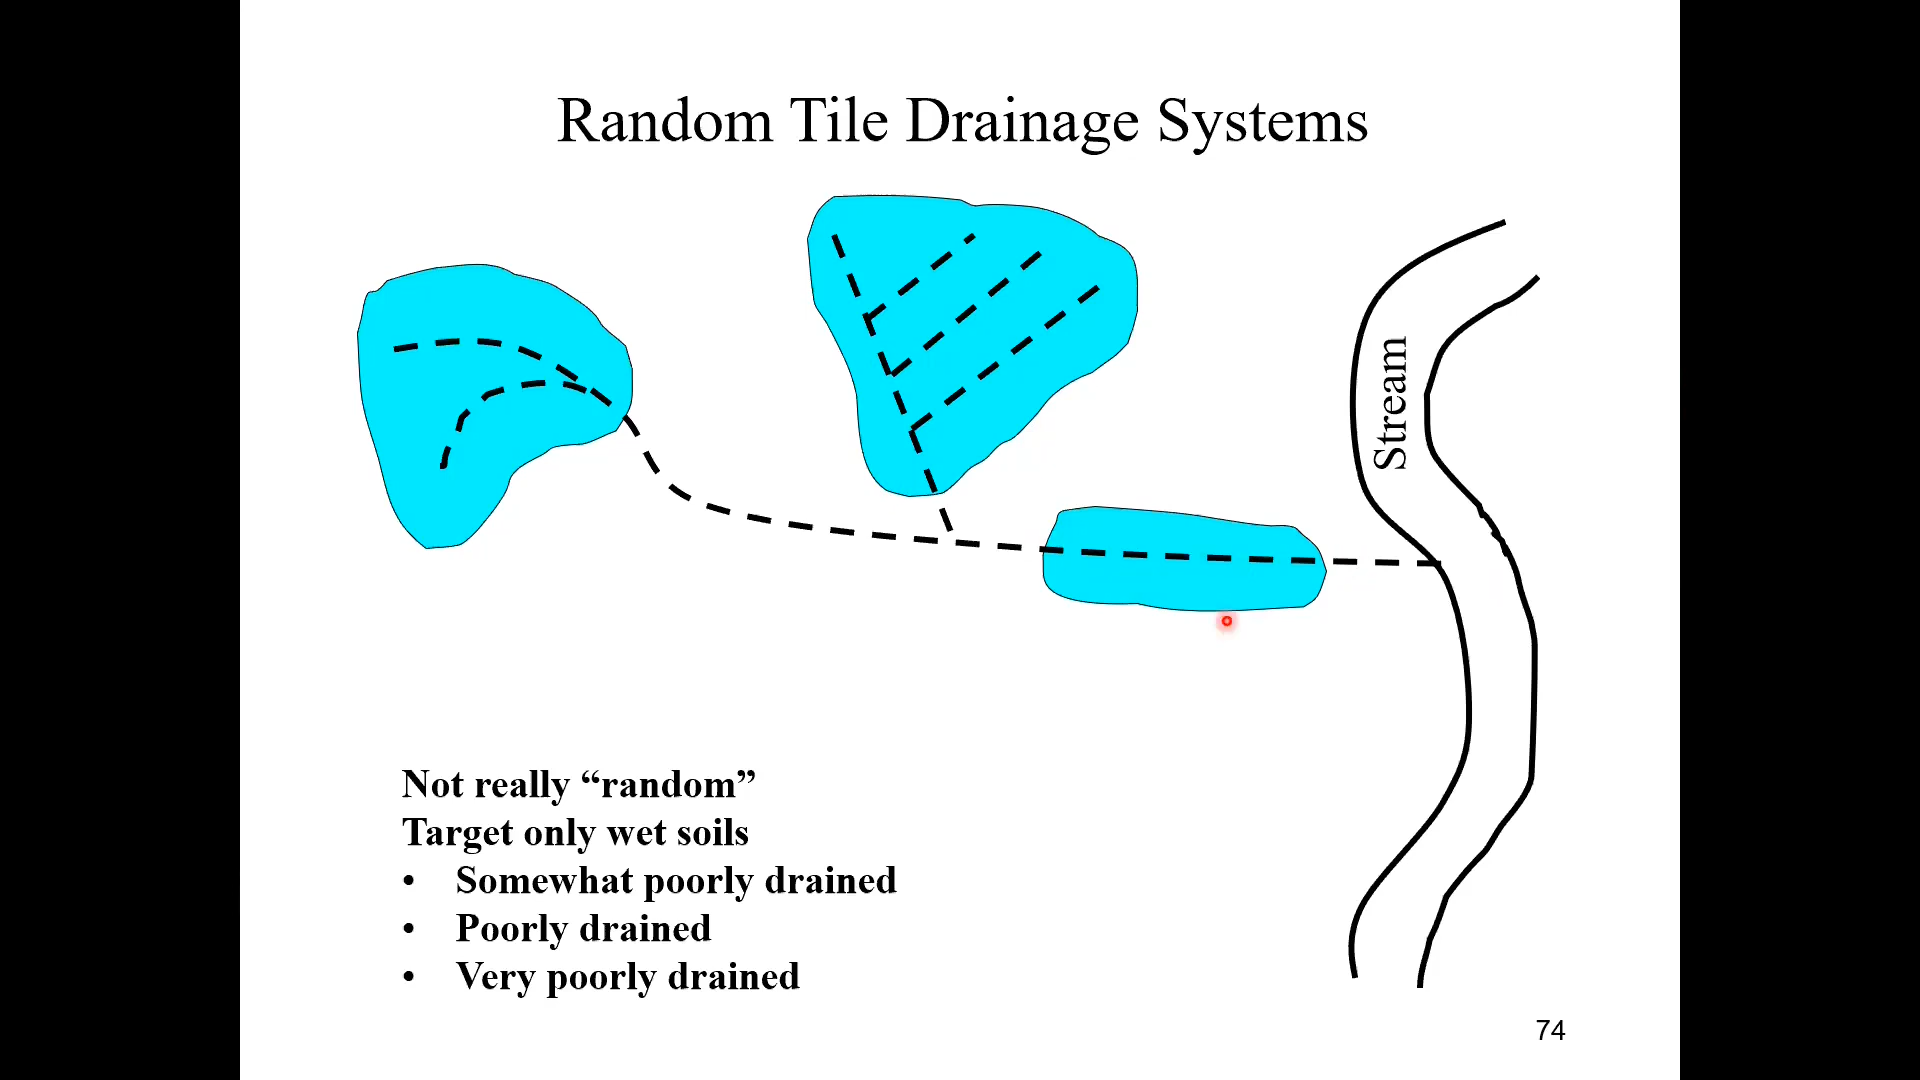 Random Tile Drainage Systems
Stream
Not really “random”
Target only wet soils
• Somewhat poorly drained
• Poorly drained
• Very poorly drained
74